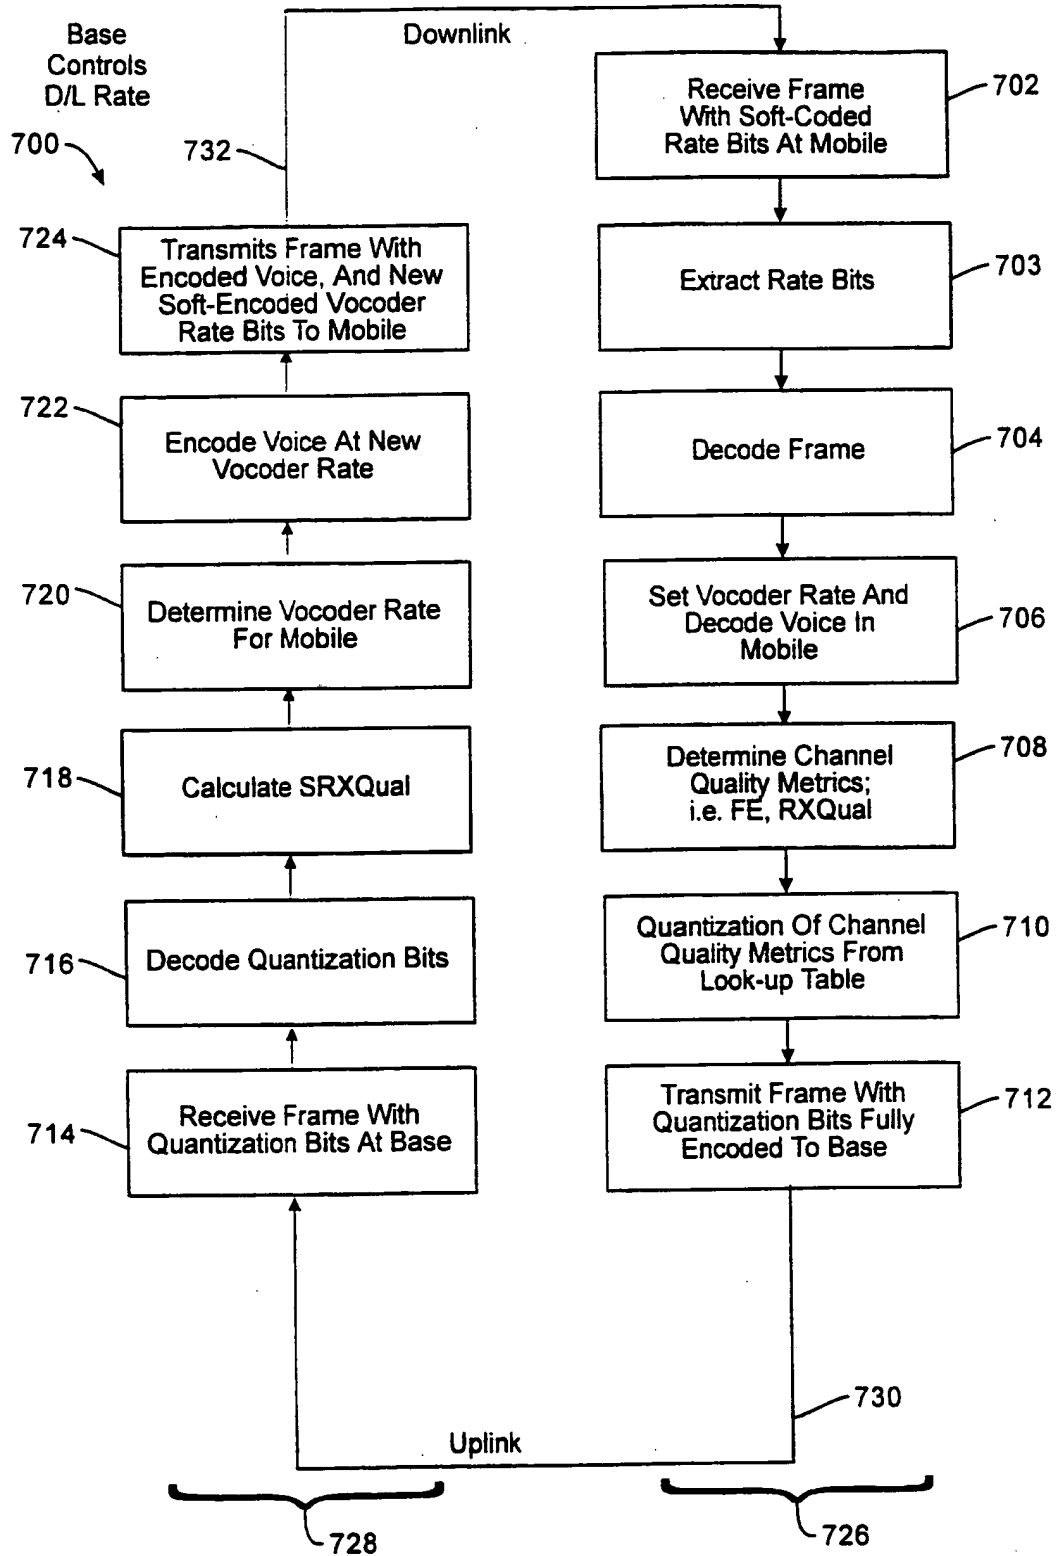 Base
Controls
D/L Rate
700
732
Downlink
Receive Frame
With Soft-Coded
Rate Bits At Mobile
702
724
Transmits Frame With
Encoded Voice, And New
Soft-Encoded Vocoder
Rate Bits To Mobile
Extract Rate Bits
703
722
Encode Voice At New
Vocoder Rate
Decode Frame
704
720
Determine Vocoder Rate
For Mobile
Set Vocoder Rate And
Decode Voice In
Mobile
706
718
Calculate SRXQual
Determine Channel
Quality Metrics;
i.e. FE, RXQual
708
716
Decode Quantization Bits
Quantization Of Channel
Quality Metrics From
Look-up Table
710
714
Receive Frame With
Quantization Bits At Base
Transmit Frame With
Quantization Bits Fully
Encoded To Base
712
730
Uplink
728
726